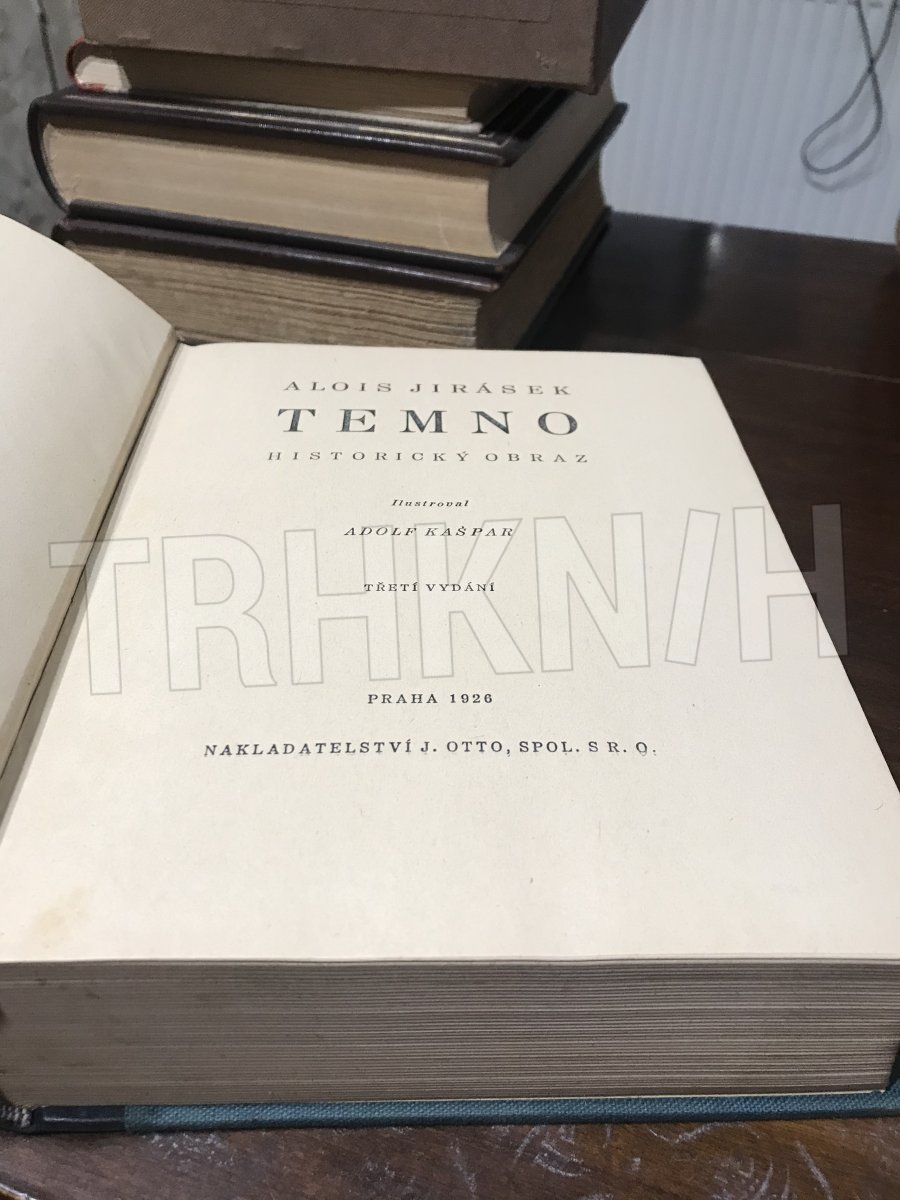 ALOIS JIRÁSEK
TEMNO
HISTORICKÝ OBRAZ
Ilustroval
ADOLF KAŠPAR
TŘETÍ VYDÁNÍ
TRHKNIH
PRAHA 1926
NAKLADATELSTVÍ J. OTTO, SPOL. S R. O.